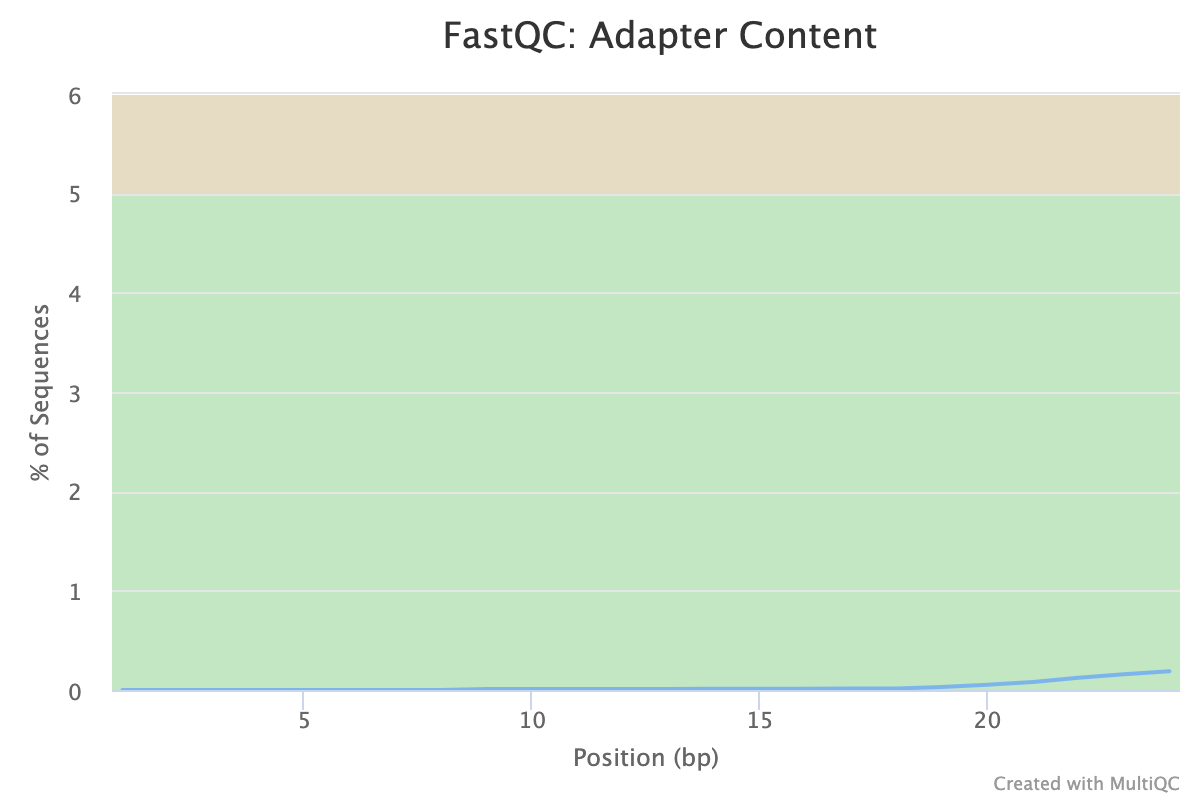 FastQC: Adapter Content
6
5
4
3
2
1
0
% of Sequences
5 10 15 20
Position (bp)
Created with MultiQC